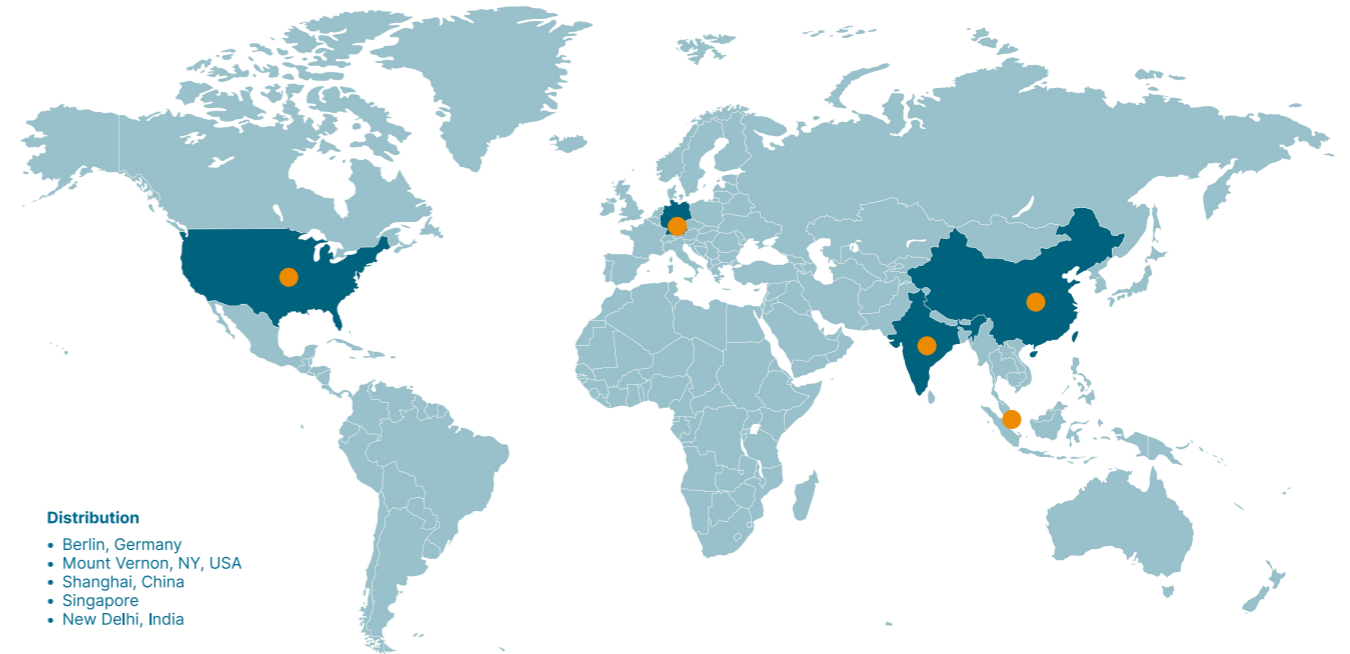 Distribution
• Berlin, Germany
• Mount Vernon, NY, USA
• Shanghai, China
• Singapore
• New Delhi, India